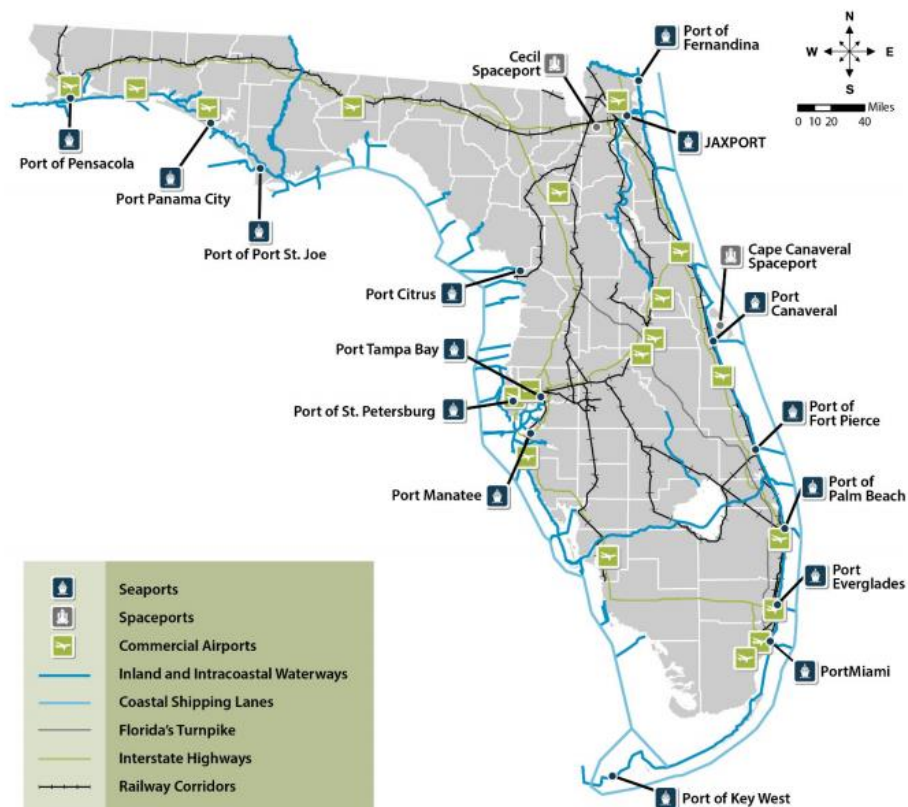 Port of
Fernandina
Cecil
Spaceport
N
W
E
S
Miles
0 10 20 40
JAXPORT
Port of Pensacola
Port Panama City
Port of Port St. Joe
Cape Canaveral
Spaceport
Port Citrus
Port
Canaveral
Port Tampa Bay
Port of St. Petersburg
Port of
Fort Pierce
Port Manatee
Port of
Palm Beach
Port
Everglades
PortMiami
Port of Key West
Seaports
Spaceports
Commercial Airports
Inland and Intracoastal Waterways
Coastal Shipping Lanes
Florida's Turnpike
Interstate Highways
Railway Corridors